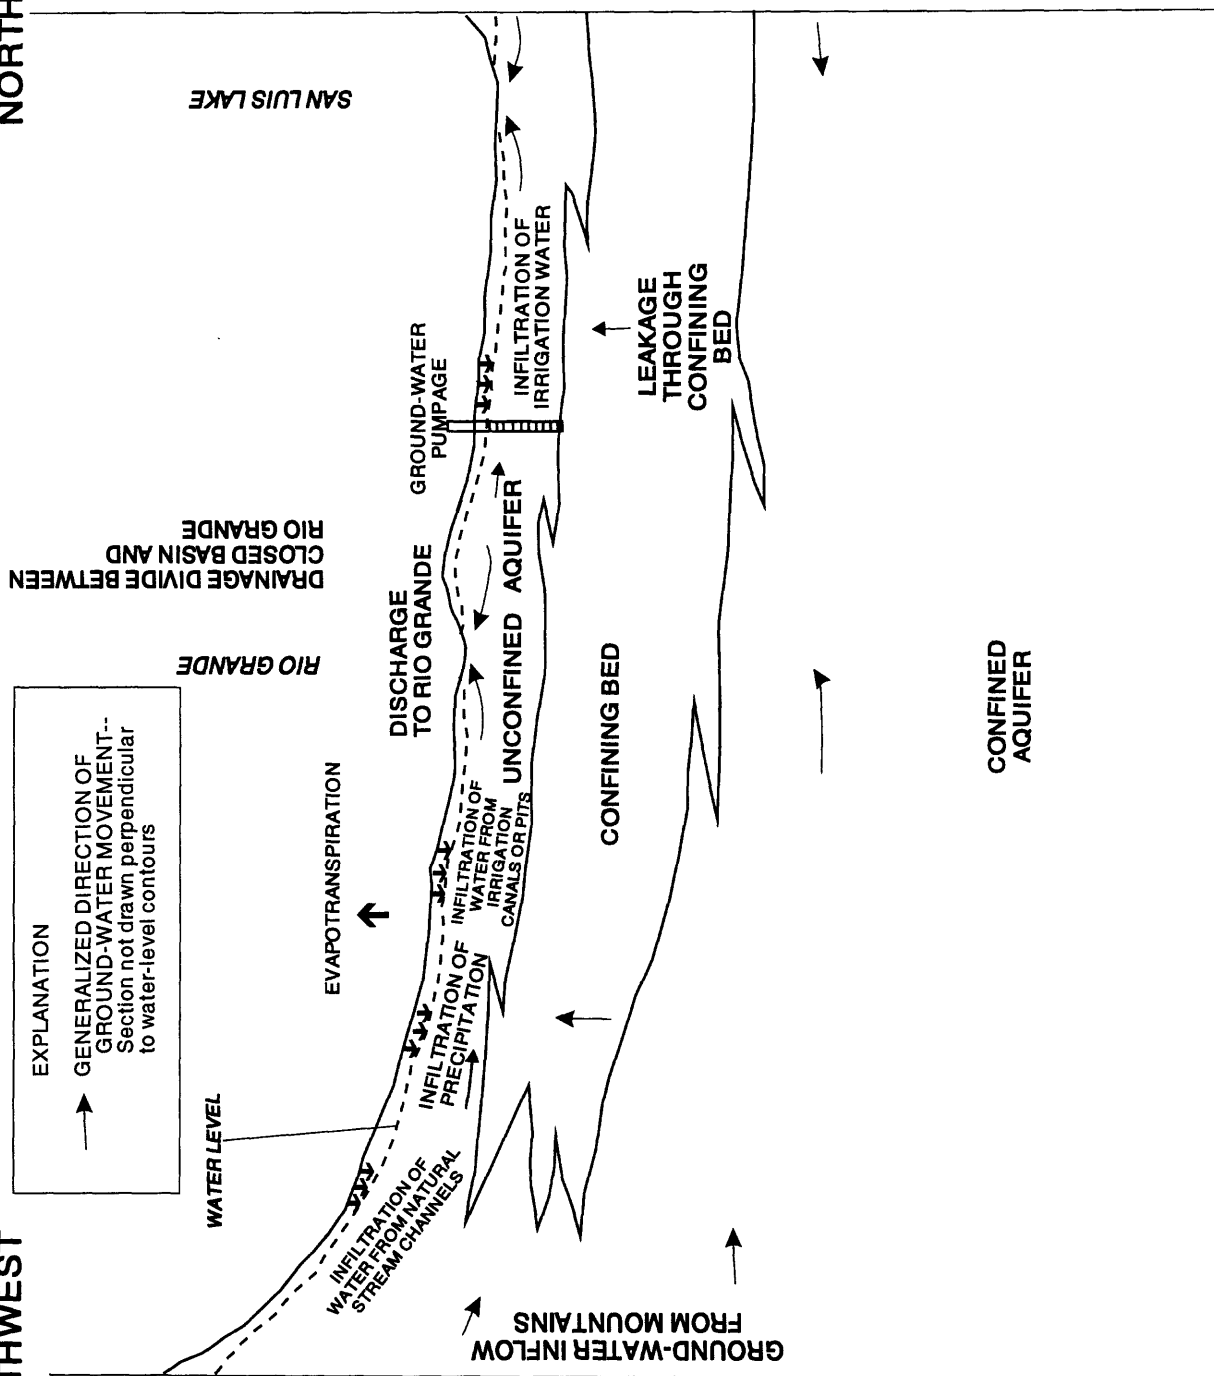 THWEST
NORTH
EXPLANATION
GENERALIZED DIRECTION OF
GROUND-WATER MOVEMENT--
Section not drawn perpendicular
to water-level contours
WATER LEVEL
EVAPOTRANSPIRATION
RIO GRANDE
DRAINAGE DIVIDE BETWEEN
CLOSED BASIN AND
RIO GRANDE
SAN LUIS LAKE
DISCHARGE
TO RIO GRANDE
GROUND-WATER
PUMPAGE
INFILTRATION OF
WATER FROM NATURAL
STREAM CHANNELS
INFILTRATION OF
PRECIPITATION
INFILTRATION OF
WATER FROM
IRRIGATION
CANALS OR PITS
UNCONFINED AQUIFER
INFILTRATION OF
IRRIGATION WATER
GROUND-WATER INFLOW
FROM MOUNTAINS
CONFINING BED
LEAKAGE
THROUGH
CONFINING
BED
CONFINED
AQUIFER